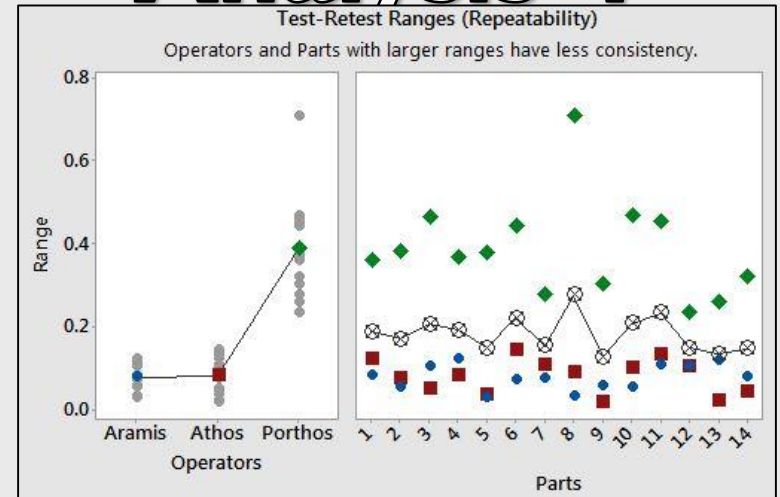 Test-Retest Ranges (Repeatability)
Operators and Parts with larger ranges have less consistency.
0.8
0.6
0.4
0.2
0.0
Range
Aramis Athos Porthos
Operators
1 2 3 4 5 6 7 8 9 10 11 12 13 14
Parts